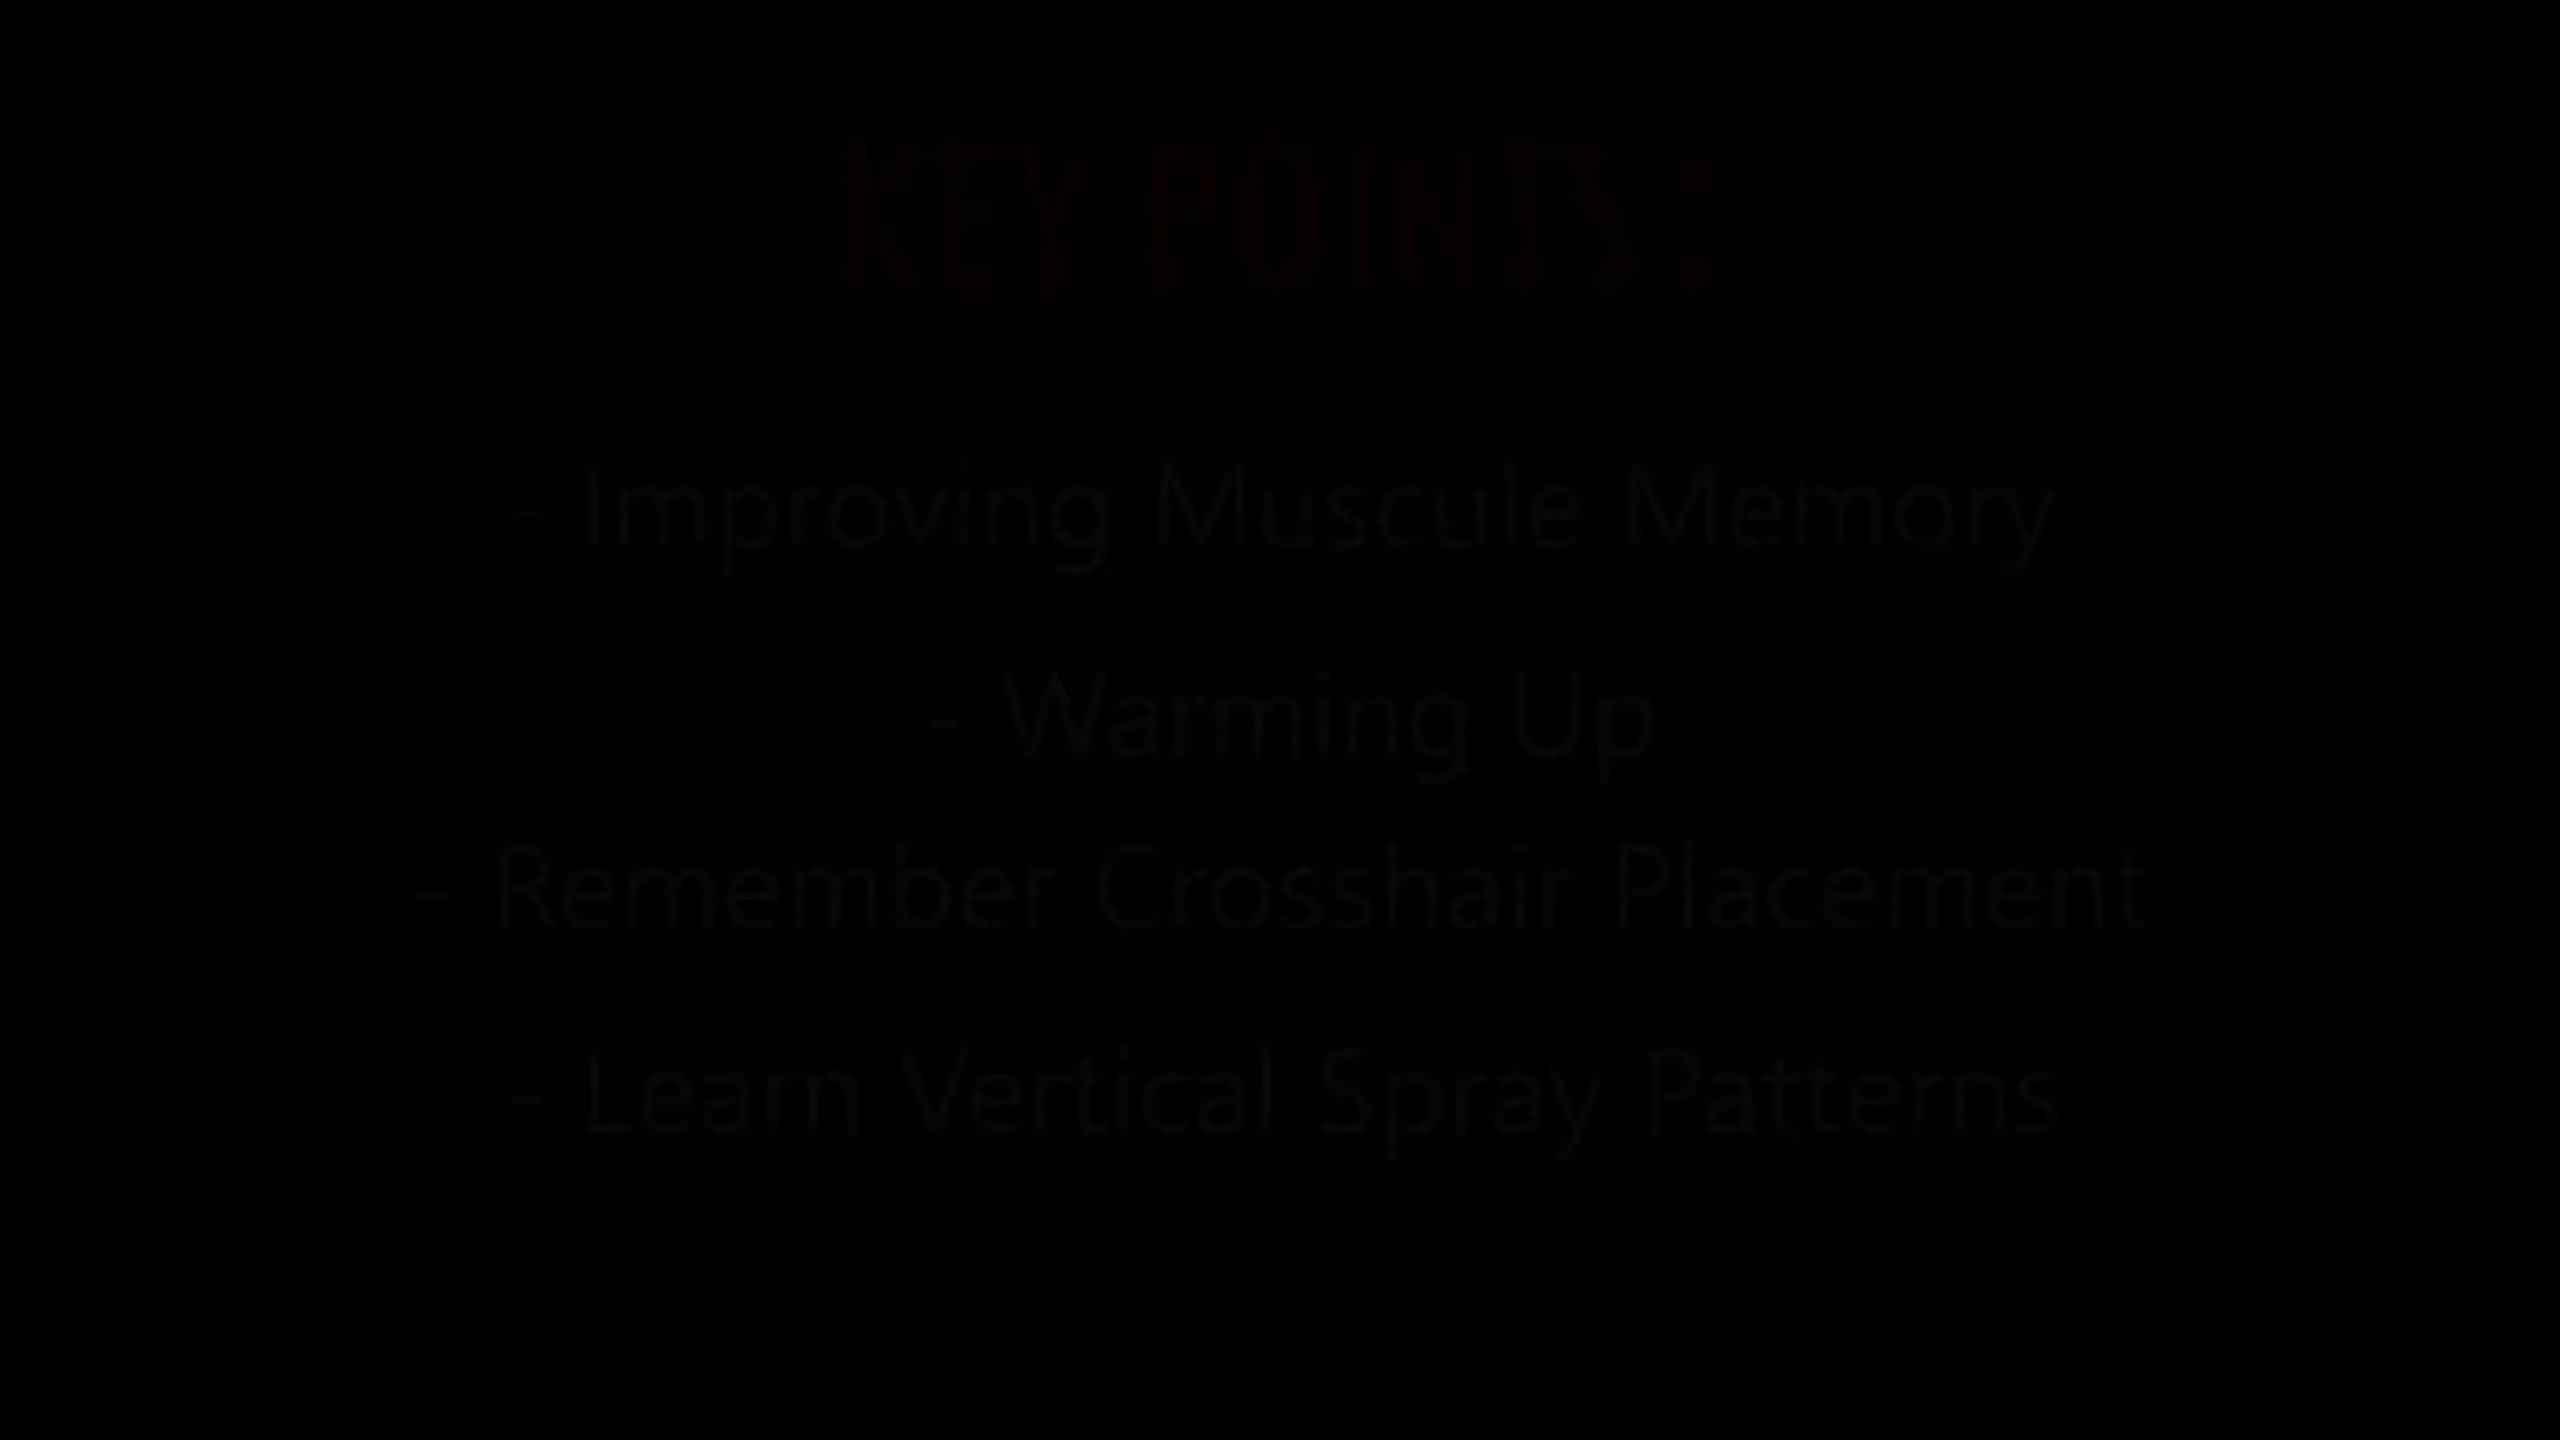 KEY POINTS:
- Improving Muscule Memory
- Warming Up
- Remember Crosshair Placement
- Learn Vertical Spray Patterns